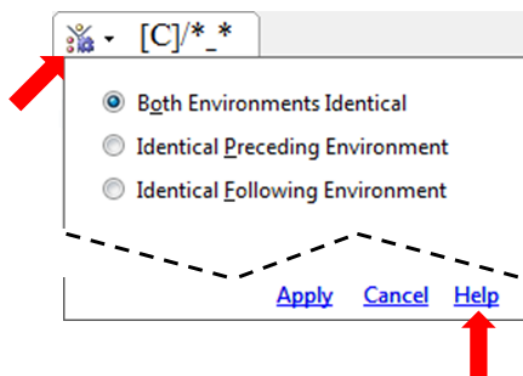 [C]/*_*
Both Environments Identical
Identical Preceding Environment
Identical Following Environment
Apply Cancel Help